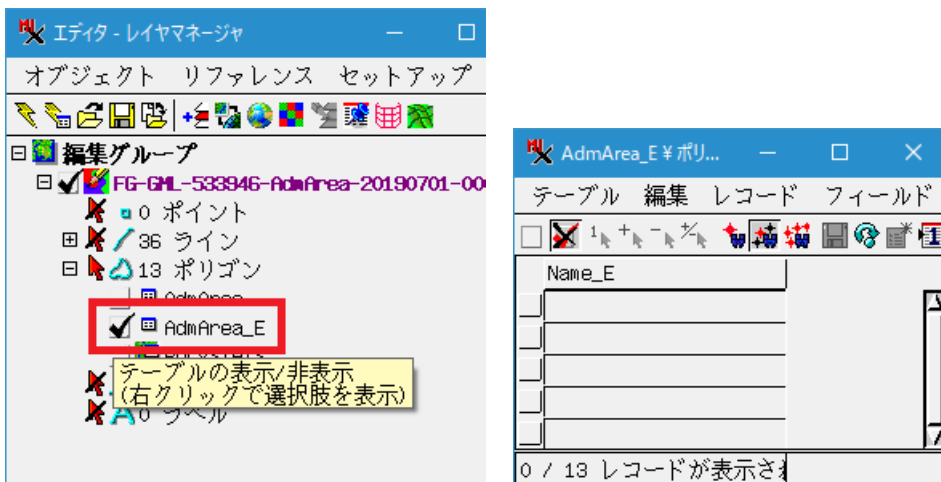 エディタ - レイヤマネージャ
オブジェクト リファレンス セットアップ
編集グループ
FG-GML-533946-AdmArea-20190701-00
0 ポイント
36 ライン
13 ポリゴン
AdmArea
AdmArea_E
テーブルの表示/非表示
(右クリックで選択肢を表示)
0 ラベル
AdmArea_E¥ポリ...
テーブル 編集 レコード フィールド
Name_E
0 / 13 レコードが表示さ